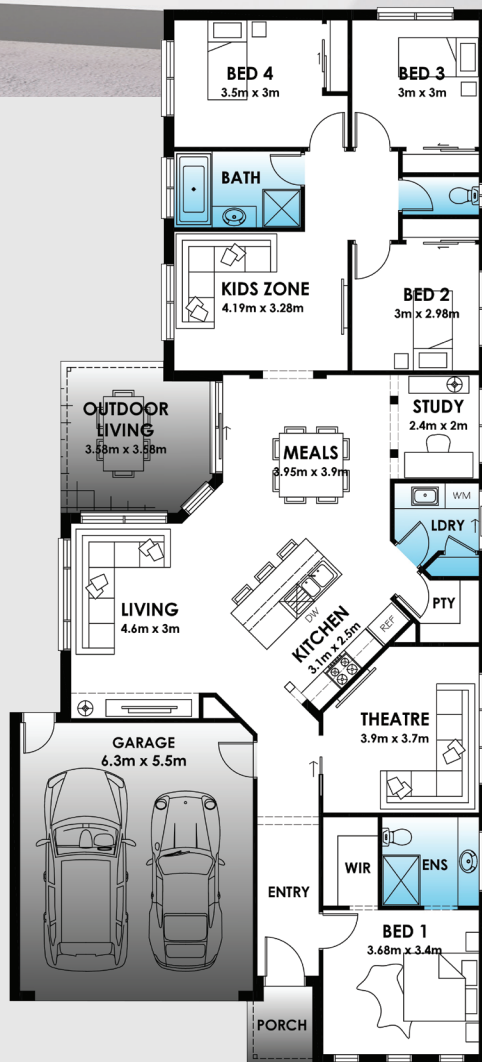 BED 4
3.5m x 3m
BED 3
3m x 3m
BATH
KIDS ZONE
4.19m x 3.28m
BED 2
3m x 2.98m
OUTDOOR
LIVING
3.58m x 3.58m
MEALS
3.95m x 3.9m
STUDY
2.4m x 2m
WM
LDRY
PTY
LIVING
4.6m x 3m
DW
KITCHEN
3.1m x 2.5m
REF
THEATRE
3.9m x 3.7m
GARAGE
6.3m x 5.5m
WIR
ENS
ENTRY
BED 1
3.68m x 3.4m
PORCH